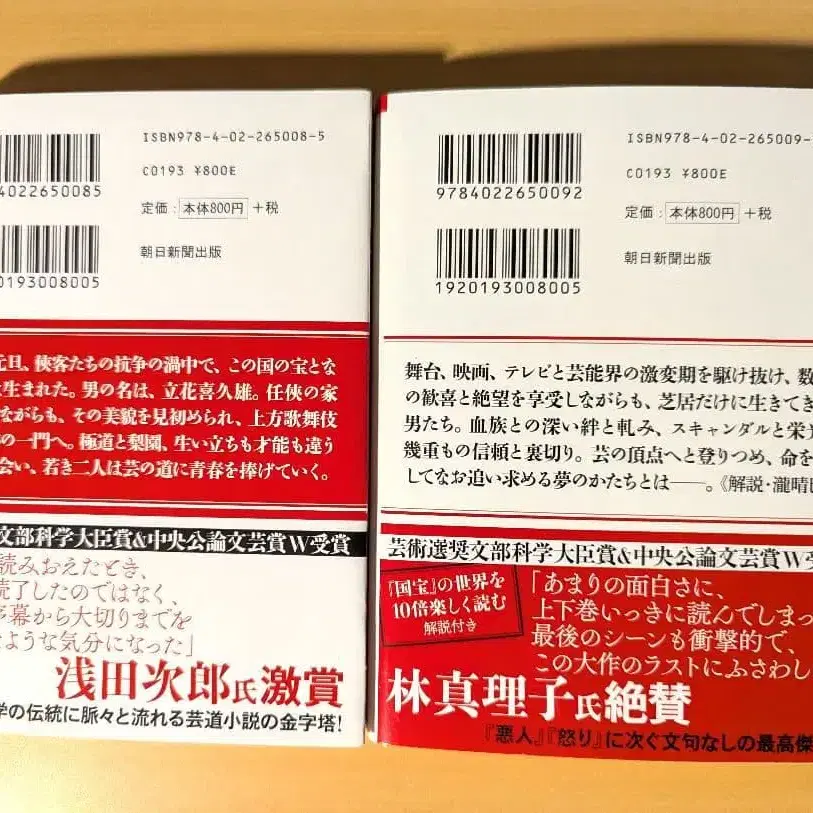 ISBN978-4-02-265008-5
C0193 ¥800E
4022650085
定価：本体800円＋税
朝日新聞出版
0193008005
元旦、俠客たちの抗争の渦中で、この国の宝とな
生まれた。男の名は、立花喜久雄。任俠の家
ながらも、その美貌を見初められ、上方歌舞伎
の一門へ。極道と梨園、生い立ちも才能も違う
会い、若き二人は芸の道に青春を捧げていく。
文部科学大臣賞&中央公論文芸賞W受賞
読みおえたとき、
読了したのではなく、
序幕から大切りまでを
ような気分になった」
浅田次郎氏激賞
学の伝統に脈々と流れる芸道小説の金字塔!
ISBN978-4-02-265009-
C0193 ¥800E
9784022650092
定価：本体800円＋税
朝日新聞出版
1920193008005
舞台、映画、テレビと芸能界の激変期を駆け抜け、数
の歓喜と絶望を享受しながらも、芝居だけに生きてき
男たち。血族との深い絆と軋み、スキャンダルと栄光
幾重もの信頼と裏切り。芸の頂点へと登りつめ、命を
してなお追い求める夢のかたちとは――。《解説・瀧晴
芸術選奨文部科学大臣賞&中央公論文芸賞W受
『国宝』の世界を
10倍楽しく読む
解説付き
「あまりの面白さに、
上下巻いっきに読んでしまっ
最後のシーンも衝撃的で、
この大作のラストにふさわし
林真理子氏絶賛
『悪人』『怒り』に次ぐ文句なしの最高傑